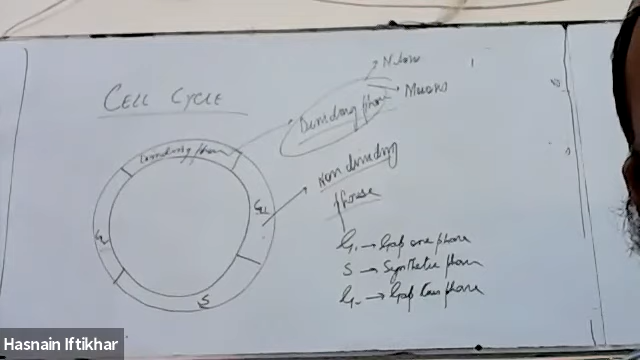 CELL CYCLE
Dividing phase
Mitosis
Meiosis
Dividing phase
Non dividing
phase
G₁
S
G₁ → Gap one phase
S → Synthetic phase
G₂ → Gap two phase
Hasnain Iftikhar